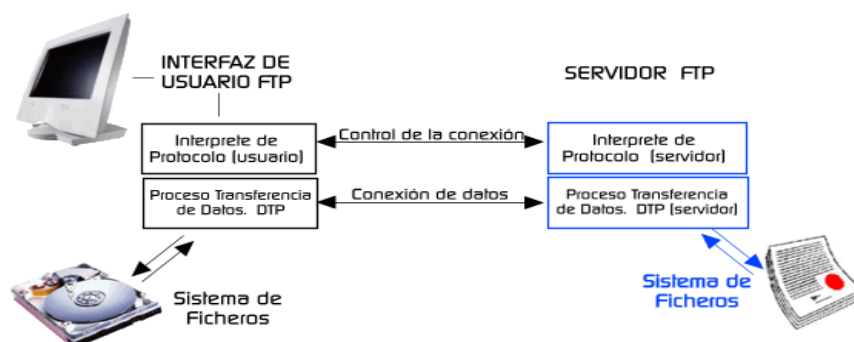 INTERFAZ DE
USUARIO FTP
SERVIDOR FTP
Interprete de
Protocolo (usuario)
Control de la conexión
Interprete de
Protocolo (servidor)
Proceso Transferencia
de Datos. DTP
Conexión de datos
Proceso Transferencia
de Datos. DTP (servidor)
Sistema de
Ficheros
Sistema de
Ficheros